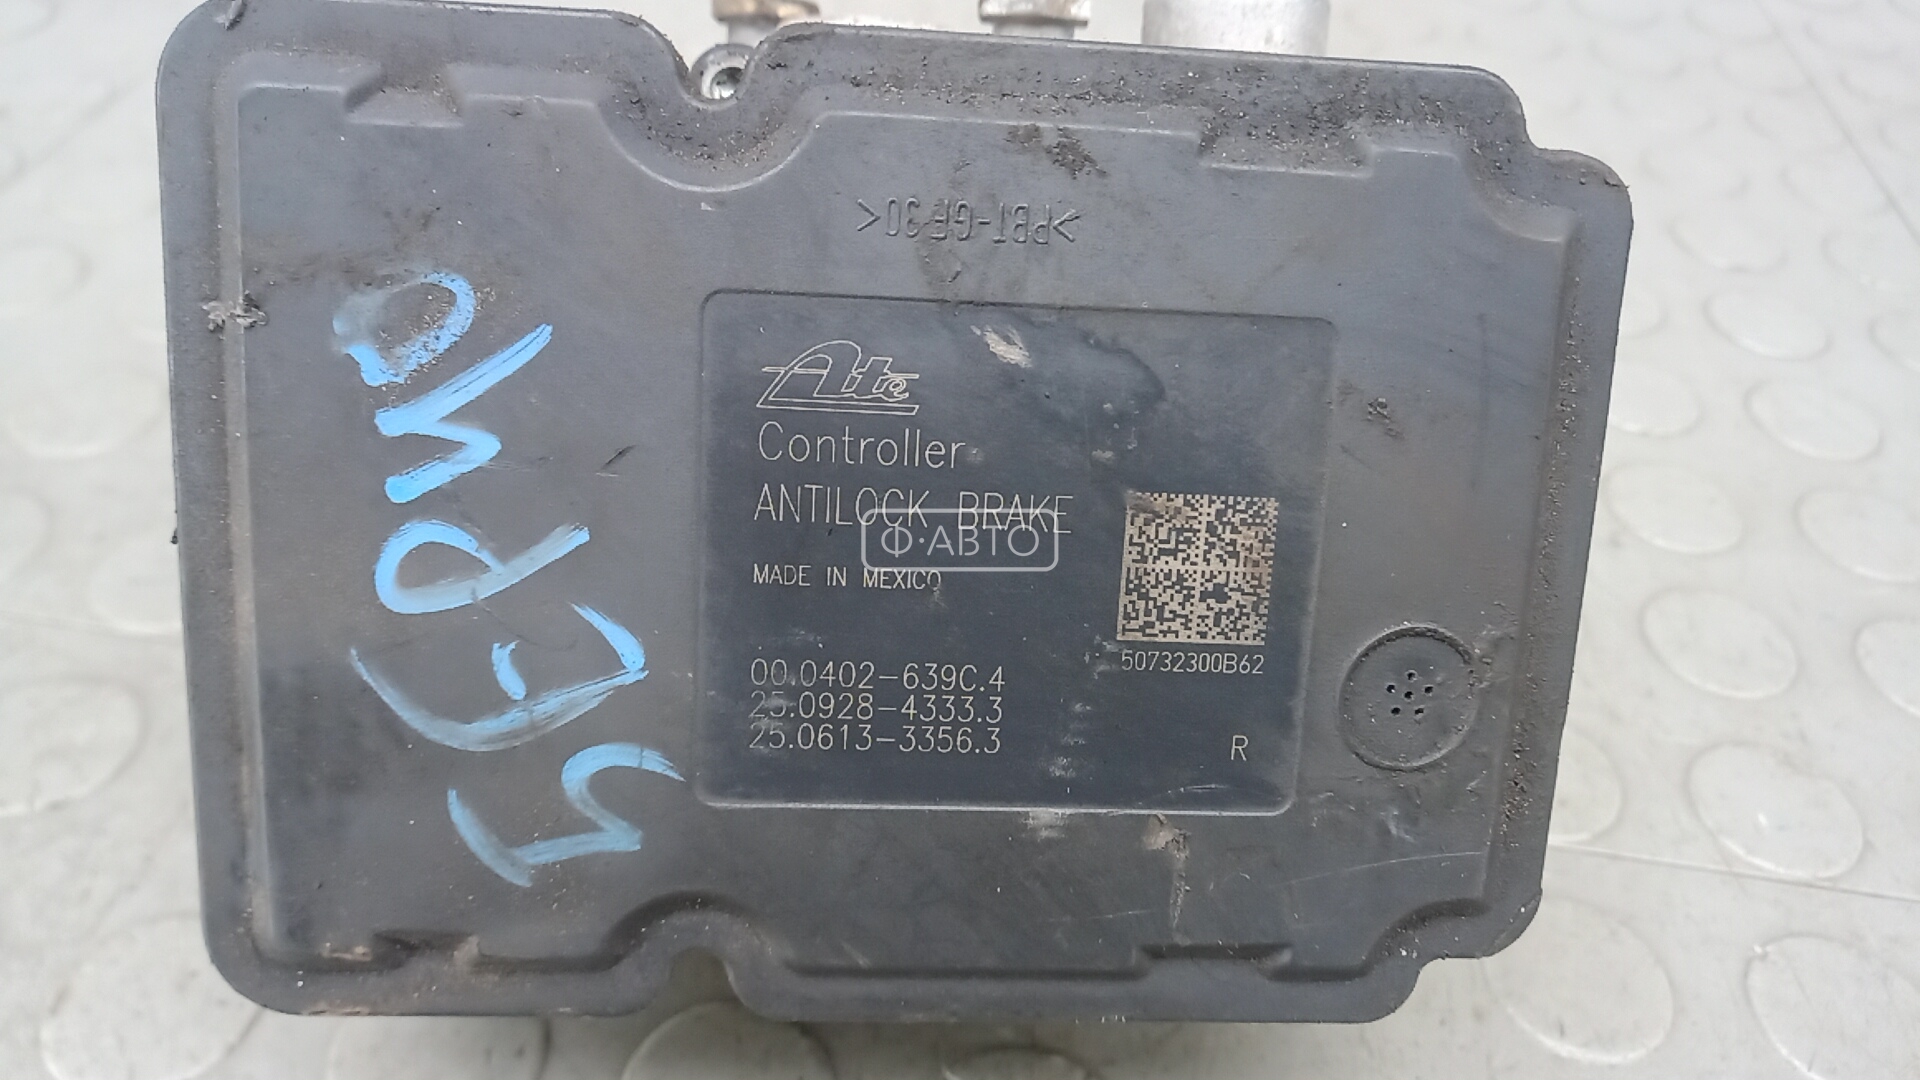 >PBT-GF30<
Ate
Controller
ANTILOCK BRAKE
Ф·АВТО
MADE IN MEXICO
50732300B62
00.0402-639C.4
25.0928-4333.3
25.0613-3356.3
R